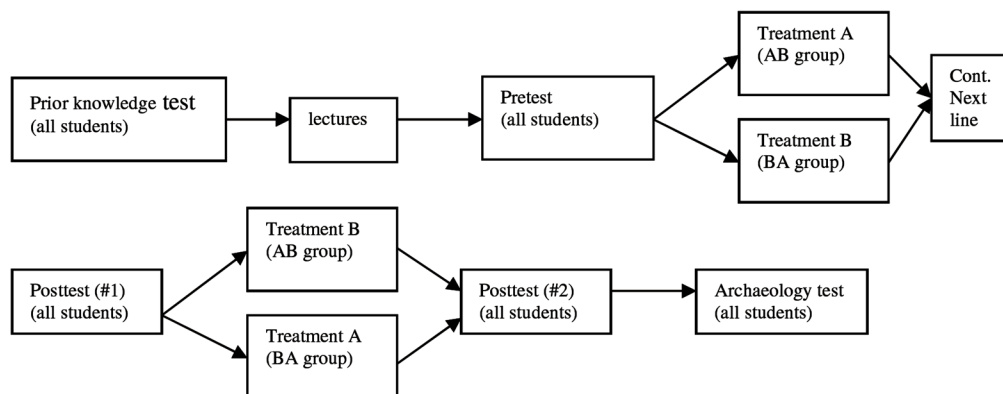 Prior knowledge test
(all students)
lectures
Pretest
(all students)
Treatment A
(AB group)
Treatment B
(BA group)
Cont.
Next
line
Posttest (#1)
(all students)
Treatment B
(AB group)
Treatment A
(BA group)
Posttest (#2)
(all students)
Archaeology test
(all students)